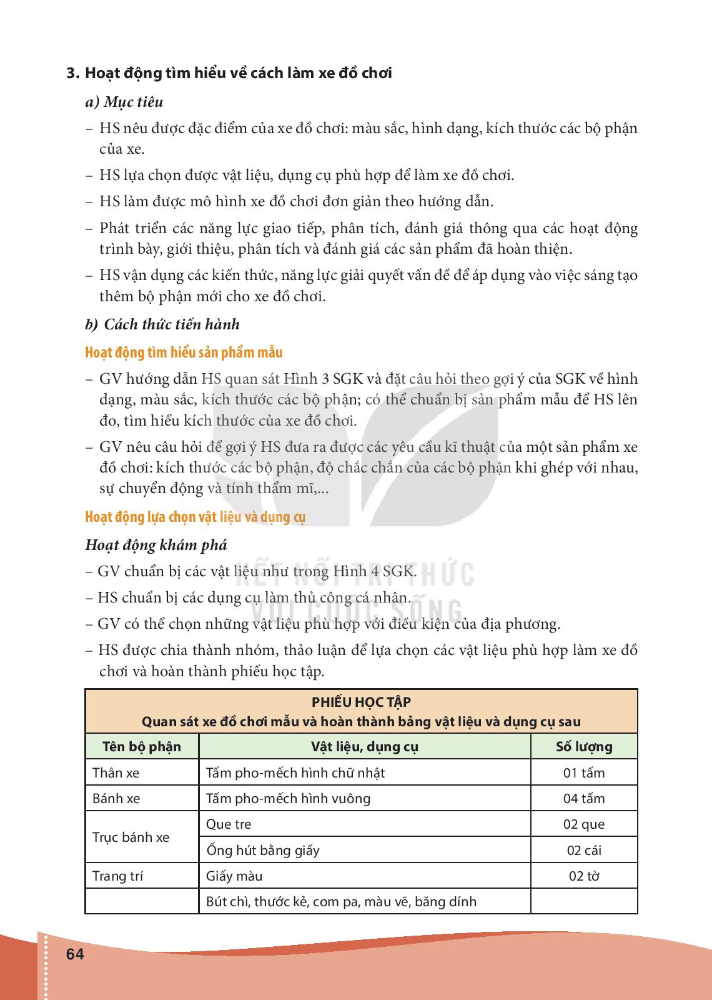 3. Hoạt động tìm hiểu về cách làm xe đồ chơi
a) Mục tiêu
– HS nêu được đặc điểm của xe đồ chơi: màu sắc, hình dạng, kích thước các bộ phận
của xe.
– HS lựa chọn được vật liệu, dụng cụ phù hợp để làm xe đồ chơi.
– HS làm được mô hình xe đồ chơi đơn giản theo hướng dẫn.
– Phát triển các năng lực giao tiếp, phân tích, đánh giá thông qua các hoạt động
trình bày, giới thiệu, phân tích và đánh giá các sản phẩm đã hoàn thiện.
– HS vận dụng các kiến thức, năng lực giải quyết vấn đề để áp dụng vào việc sáng tạo
thêm bộ phận mới cho xe đồ chơi.
b) Cách thức tiến hành
Hoạt động tìm hiểu sản phẩm mẫu
– GV hướng dẫn HS quan sát Hình 3 SGK và đặt câu hỏi theo gợi ý của SGK về hình
dạng, màu sắc, kích thước các bộ phận; có thể chuẩn bị sản phẩm mẫu để HS lên
đo, tìm hiểu kích thước của xe đồ chơi.
– GV nêu câu hỏi để gợi ý HS đưa ra được các yêu cầu kĩ thuật của một sản phẩm xe
đồ chơi: kích thước các bộ phận, độ chắc chắn của các bộ phận khi ghép với nhau,
sự chuyển động và tính thẩm mĩ,...
Hoạt động lựa chọn vật liệu và dụng cụ
Hoạt động khám phá
– GV chuẩn bị các vật liệu như trong Hình 4 SGK.
KẾT NỐI TRI THỨC
– HS chuẩn bị các dụng cụ làm thủ công cá nhân.
VỚI CUỘC SỐNG
– GV có thể chọn những vật liệu phù hợp với điều kiện của địa phương.
– HS được chia thành nhóm, thảo luận để lựa chọn các vật liệu phù hợp làm xe đồ
chơi và hoàn thành phiếu học tập.
PHIẾU HỌC TẬP
Quan sát xe đồ chơi mẫu và hoàn thành bảng vật liệu và dụng cụ sau
Tên bộ phận Vật liệu, dụng cụ Số lượng
Thân xe Tấm pho-mếch hình chữ nhật 01 tấm
Bánh xe Tấm pho-mếch hình vuông 04 tấm
Trục bánh xe Que tre 02 que
Ống hút bằng giấy 02 cái
Trang trí Giấy màu 02 tờ
Bút chì, thước kẻ, com pa, màu vẽ, băng dính
64